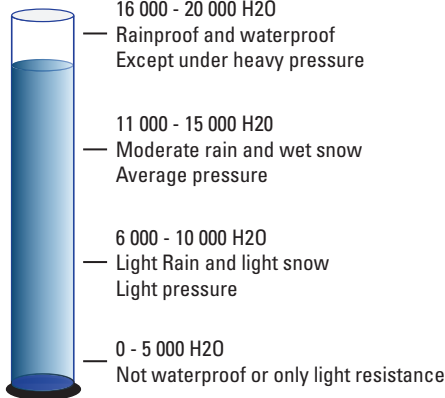 16 000 - 20 000 H2O
Rainproof and waterproof
Except under heavy pressure
11 000 - 15 000 H20
Moderate rain and wet snow
Average pressure
6 000 - 10 000 H2O
Light Rain and light snow
Light pressure
0 - 5 000 H2O
Not waterproof or only light resistance